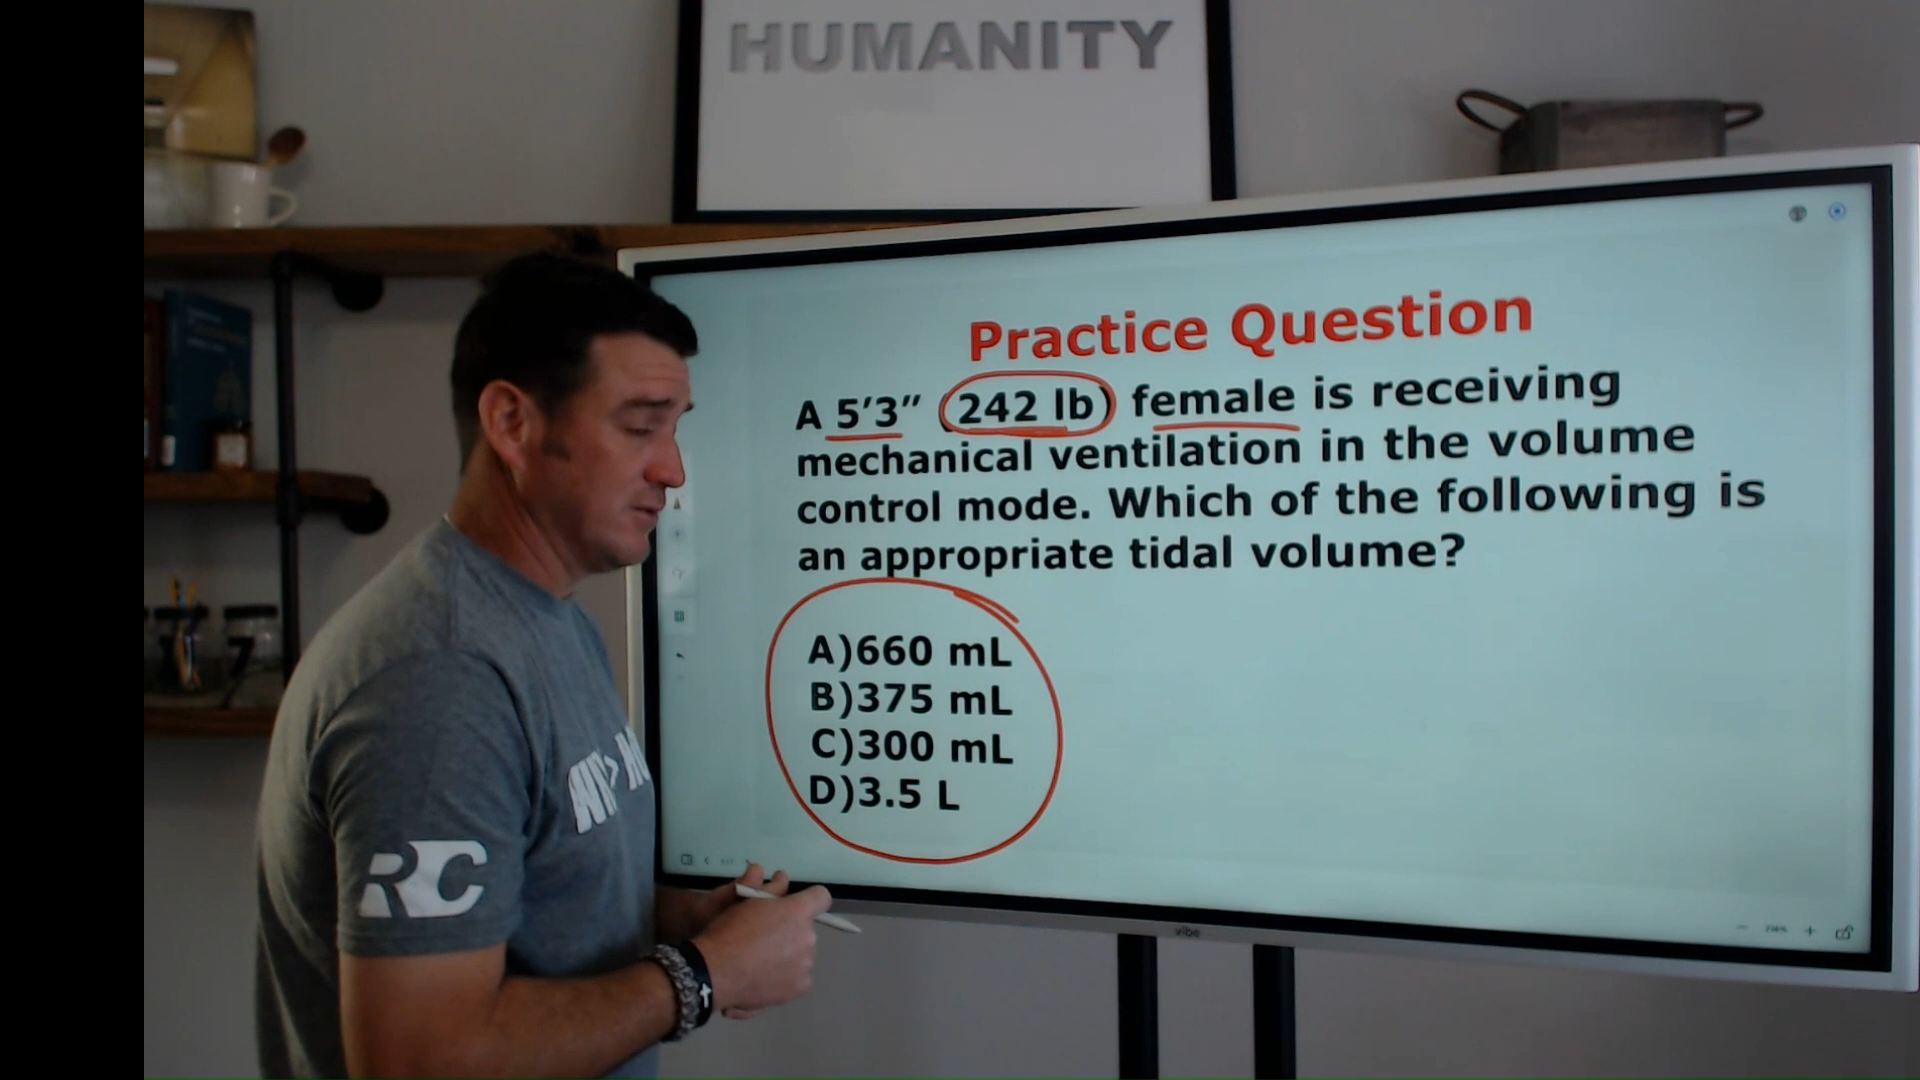 HUMANITY
Practice Question
A 5’3” (242 lb) female is receiving
mechanical ventilation in the volume
control mode. Which of the following is
an appropriate tidal volume?
A)660 mL
B)375 mL
C)300 mL
D)3.5 L
RC
vibe